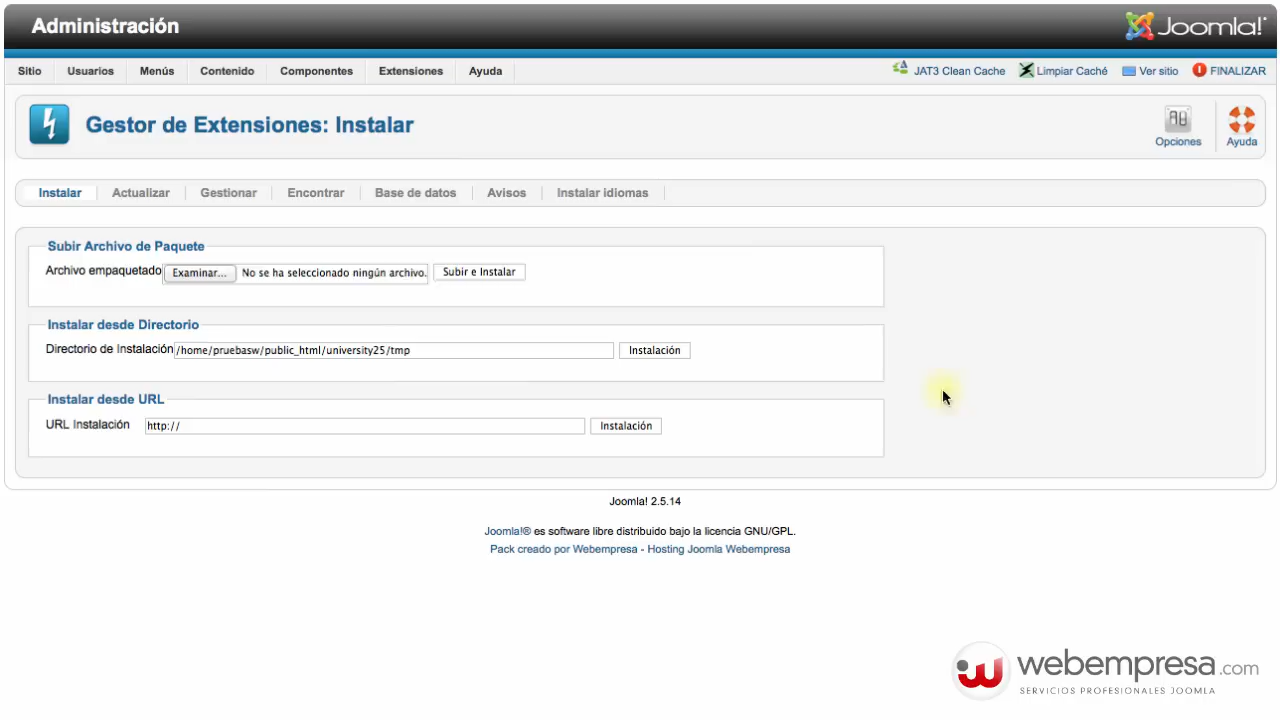 Administración
Joomla!
Sitio Usuarios Menús Contenido Componentes Extensiones Ayuda JAT3 Clean Cache Limpiar Caché Ver sitio FINALIZAR
Gestor de Extensiones: Instalar
Opciones Ayuda
Instalar Actualizar Gestionar Encontrar Base de datos Avisos Instalar idiomas
Subir Archivo de Paquete
Archivo empaquetado Examinar... No se ha seleccionado ningún archivo. Subir e Instalar
Instalar desde Directorio
Directorio de Instalación /home/pruebasw/public_html/university25/tmp Instalación
Instalar desde URL
URL Instalación http:// Instalación
Joomla! 2.5.14
Joomla!® es software libre distribuido bajo la licencia GNU/GPL.
Pack creado por Webempresa - Hosting Joomla Webempresa
webempresa.com
SERVICIOS PROFESIONALES JOOMLA